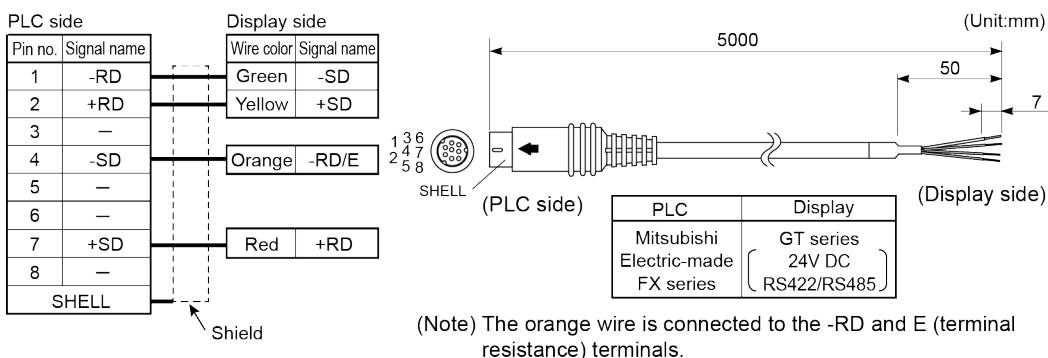 PLC side
Display side
Pin no. Signal name
Wire color Signal name
1 -RD Green -SD
2 +RD Yellow +SD
3 —
4 -SD Orange -RD/E
5 —
6 —
7 +SD Red +RD
8 —
SHELL
Shield
(Unit:mm)
5000
50
7
1 3 6
4 7
2 5 8
SHELL
(PLC side)
(Display side)
PLC Display
Mitsubishi GT series
Electric-made 24V DC
FX series RS422/RS485
(Note) The orange wire is connected to the -RD and E (terminal
resistance) terminals.